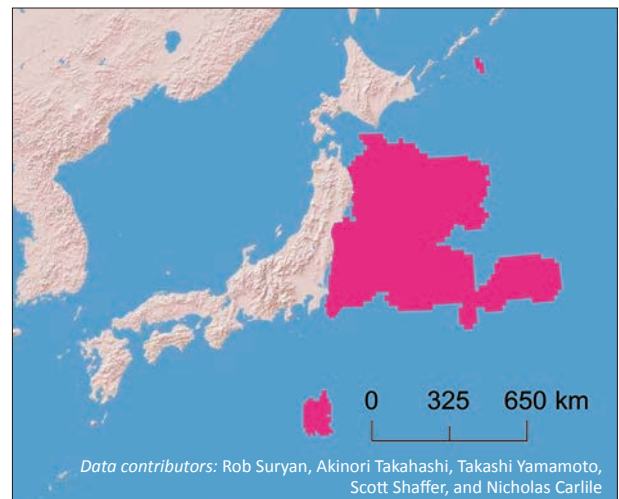 0 325 650 km
Data contributors: Rob Suryan, Akinori Takahashi, Takashi Yamamoto,
Scott Shaffer, and Nicholas Carlile